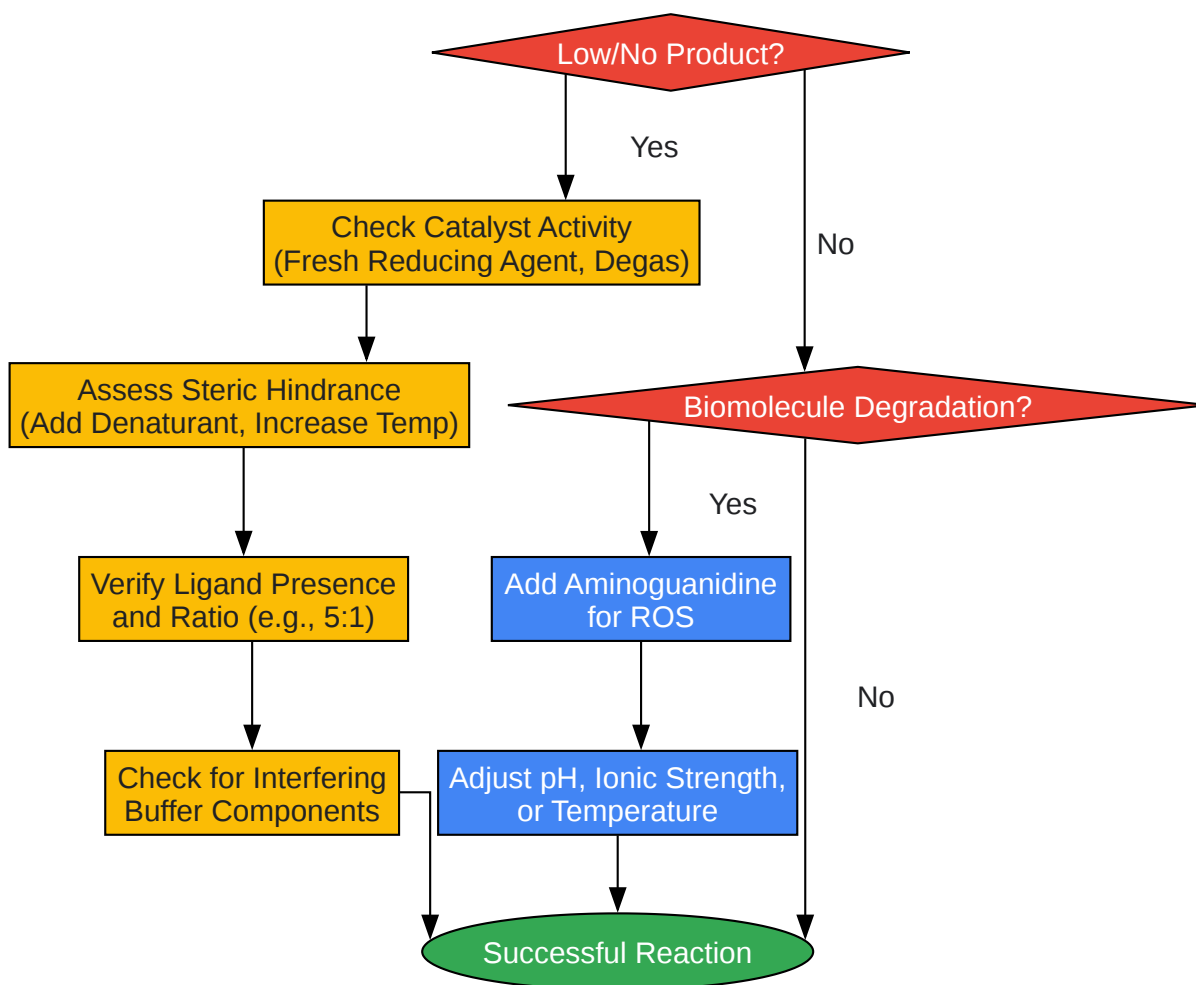 Low/No Product?
Yes
No
Check Catalyst Activity
(Fresh Reducing Agent, Degas)
Assess Steric Hindrance
(Add Denaturant, Increase Temp)
Biomolecule Degradation?
Yes
No
Verify Ligand Presence
and Ratio (e.g., 5:1)
Add Aminoguanidine
for ROS
Check for Interfering
Buffer Components
Adjust pH, Ionic Strength,
or Temperature
Successful Reaction